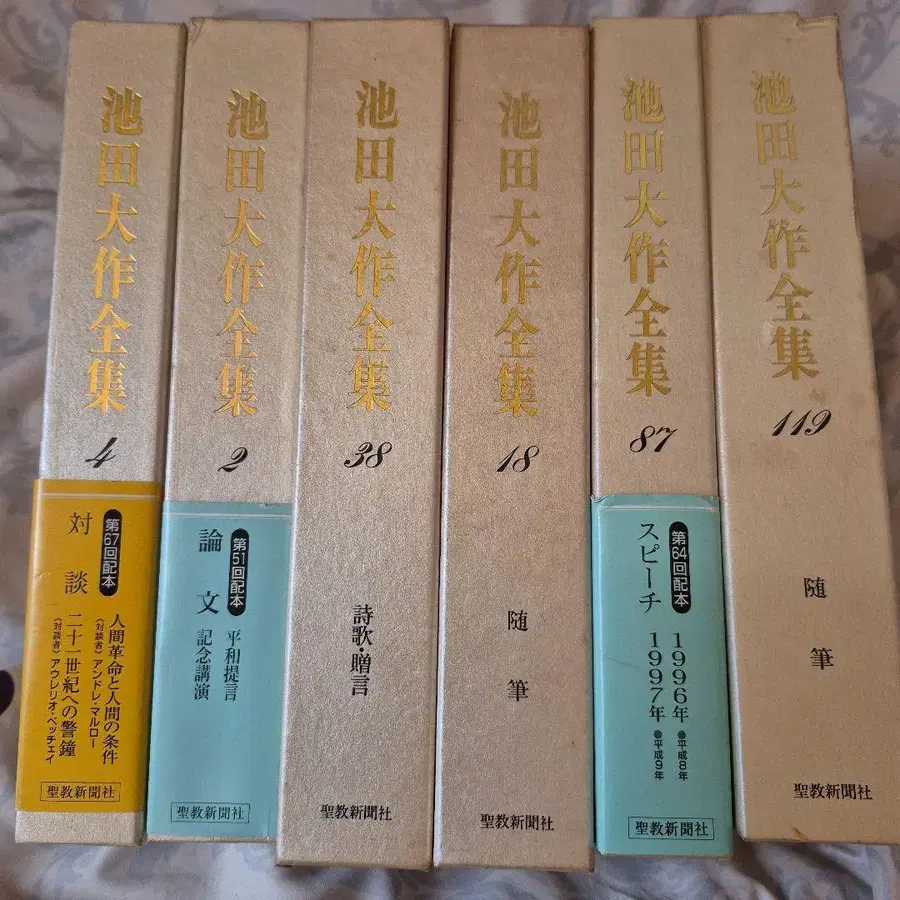 池田大作全集
4
第67回配本
対談
人間革命と人間の条件
《対談者》アンドレ・マルロー
二十一世紀への警鐘
《対談者》アウレリオ・ペッチェイ
聖教新聞社
池田大作全集
2
第51回配本
論文
平和提言
記念講演
聖教新聞社
池田大作全集
38
詩歌・贈言
聖教新聞社
池田大作全集
18
随筆
聖教新聞社
池田大作全集
87
第64回配本
スピーチ
1996年●平成8年
1997年●平成9年
聖教新聞社
池田大作全集
119
随筆
聖教新聞社